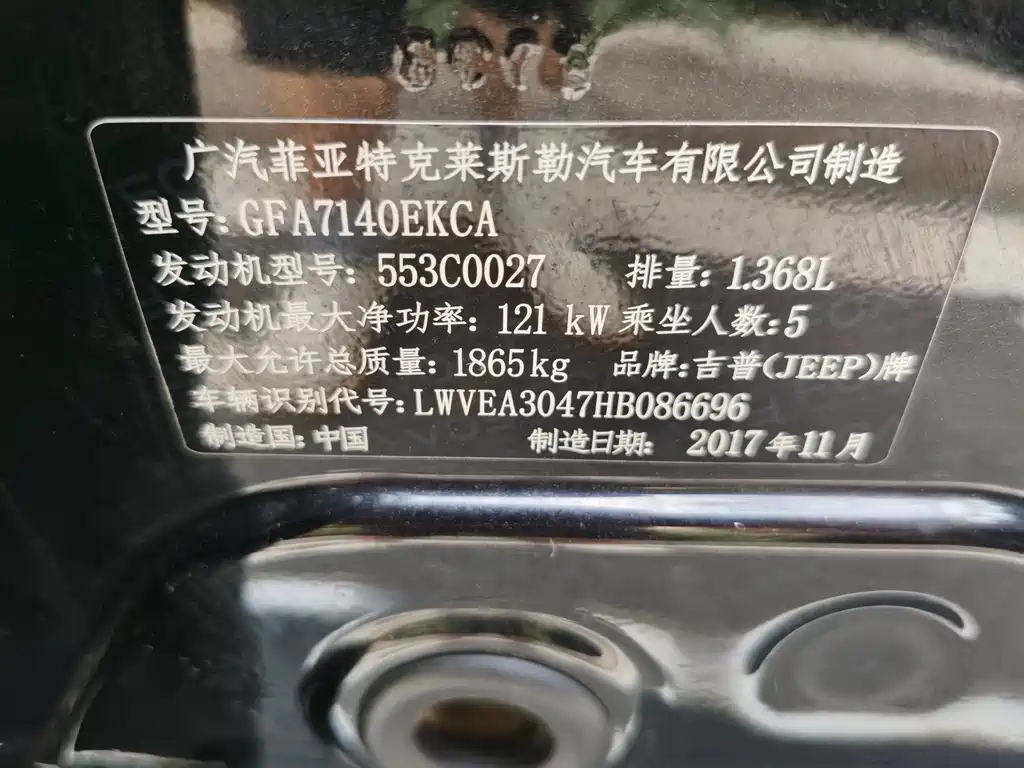 广汽菲亚特克莱斯勒汽车有限公司制造
型号:GFA7140EKCA
发动机型号: 553C0027 排量: 1.368L
发动机最大净功率: 121 kW 乘坐人数:5
最大允许总质量: 1865kg 品牌:吉普(JEEP)牌
车辆识别代号:LWVEA3047HB086696
制造国:中国 制造日期: 2017年11月